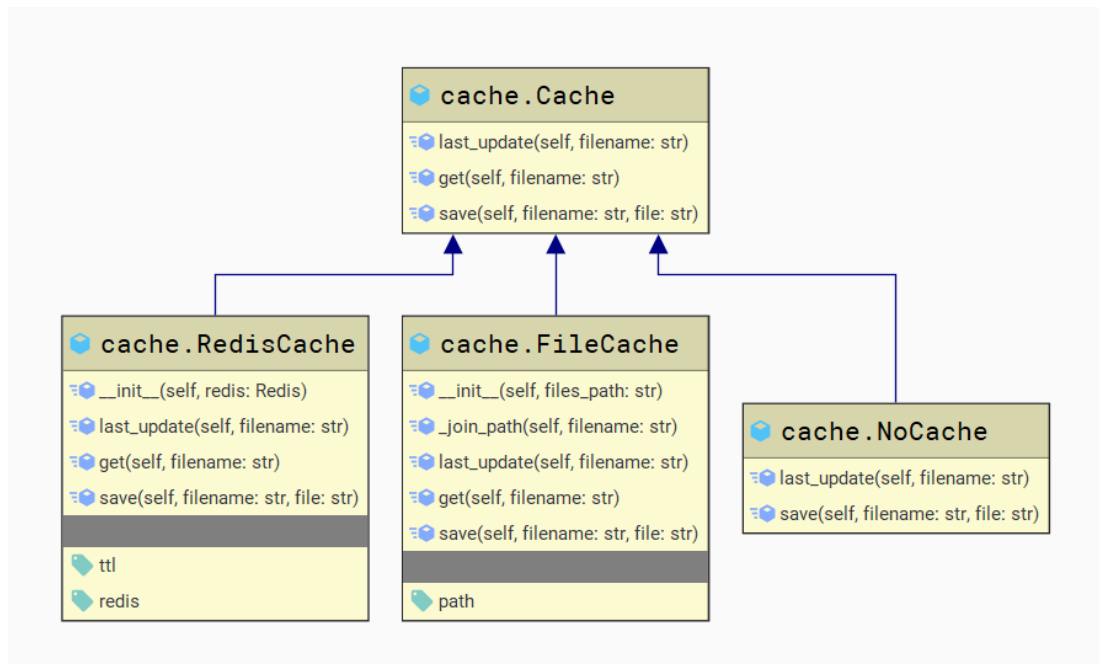 cache.Cache
last_update(self, filename: str)
get(self, filename: str)
save(self, filename: str, file: str)
cache.RedisCache
__init__(self, redis: Redis)
last_update(self, filename: str)
get(self, filename: str)
save(self, filename: str, file: str)
ttl
redis
cache.FileCache
__init__(self, files_path: str)
_join_path(self, filename: str)
last_update(self, filename: str)
get(self, filename: str)
save(self, filename: str, file: str)
path
cache.NoCache
last_update(self, filename: str)
save(self, filename: str, file: str)